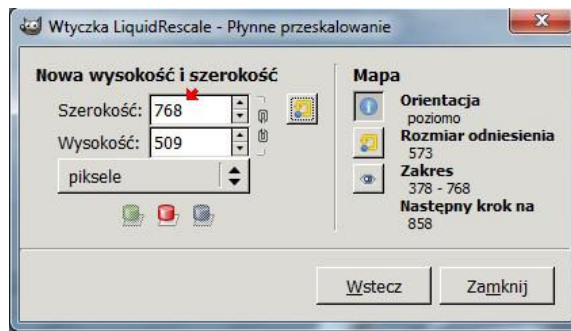 Wtyczka LiquidRescale - Płynne przeskalowanie
Nowa wysokość i szerokość
Szerokość: 768
Wysokość: 509
piksele
Mapa
Orientacja
poziomo
Rozmiar odniesienia
573
Zakres
378 - 768
Następny krok na
858
Wstecz
Zamknij